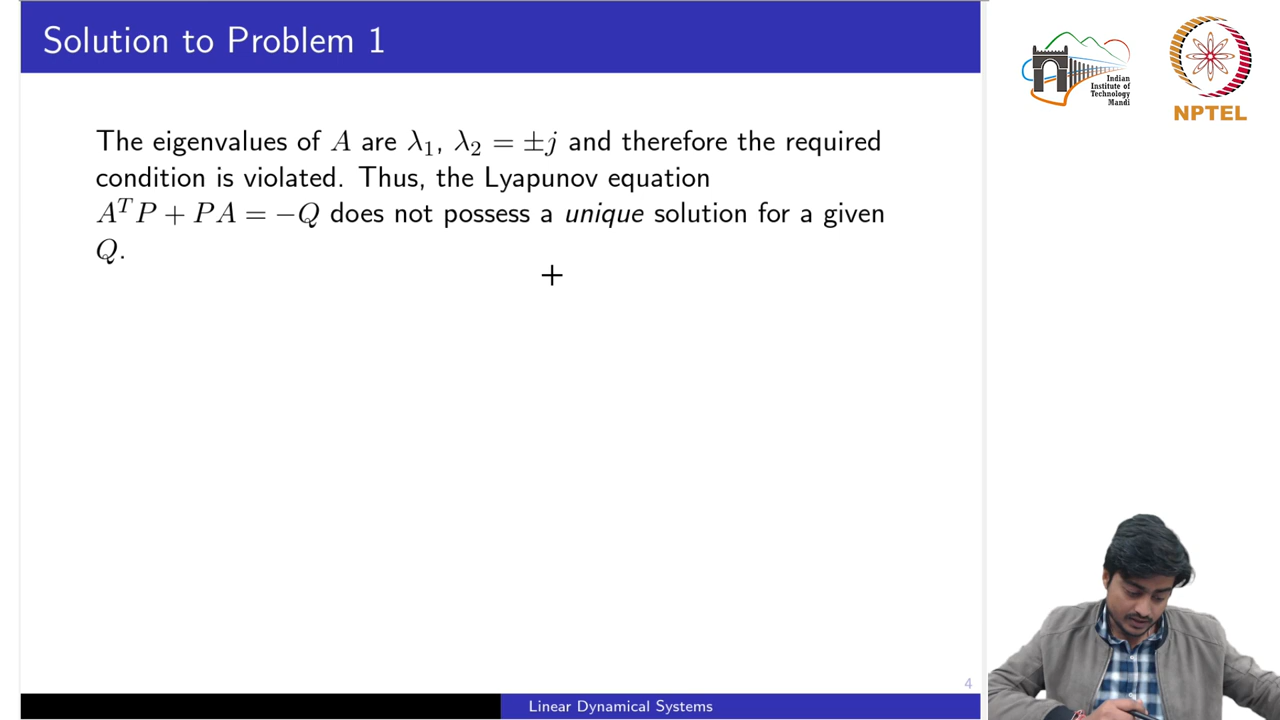 Solution to Problem 1
The eigenvalues of A are λ₁, λ₂ = ±j and therefore the required
condition is violated. Thus, the Lyapunov equation
AᵀP + PA = −Q does not possess a unique solution for a given
Q.
4
Linear Dynamical Systems
Indian
Institute of
Technology
Mandi
NPTEL